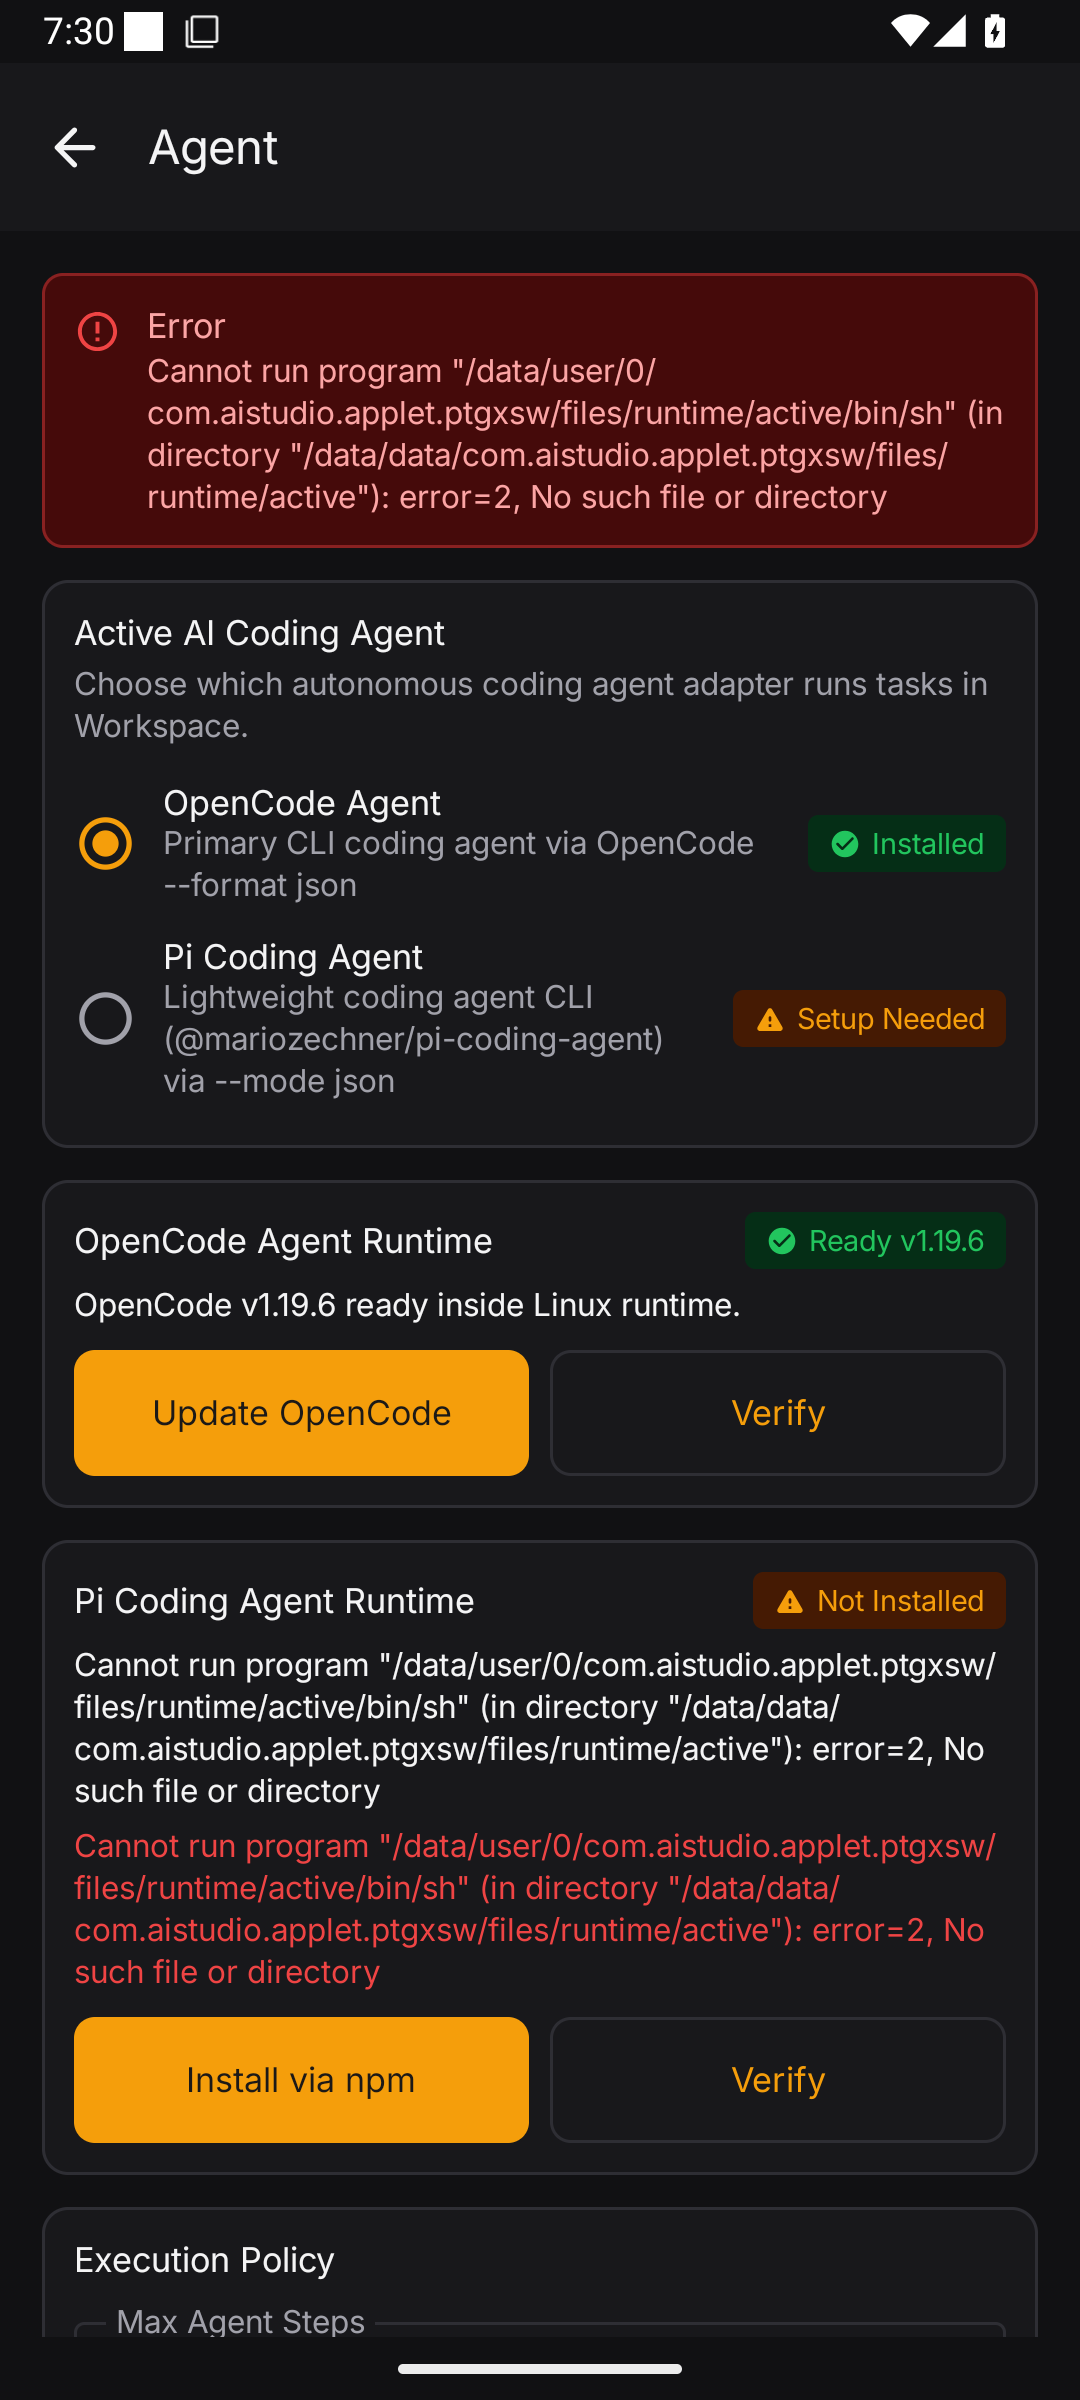 7:30
Agent
Error
Cannot run program "/data/user/0/
com.aistudio.applet.ptgxsw/files/runtime/active/bin/sh" (in
directory "/data/data/com.aistudio.applet.ptgxsw/files/
runtime/active"): error=2, No such file or directory
Active AI Coding Agent
Choose which autonomous coding agent adapter runs tasks in
Workspace.
OpenCode Agent
Primary CLI coding agent via OpenCode
--format json
Installed
Pi Coding Agent
Lightweight coding agent CLI
(@mariozechner/pi-coding-agent)
via --mode json
Setup Needed
OpenCode Agent Runtime
Ready v1.19.6
OpenCode v1.19.6 ready inside Linux runtime.
Update OpenCode
Verify
Pi Coding Agent Runtime
Not Installed
Cannot run program "/data/user/0/com.aistudio.applet.ptgxsw/
files/runtime/active/bin/sh" (in directory "/data/data/
com.aistudio.applet.ptgxsw/files/runtime/active"): error=2, No
such file or directory
Cannot run program "/data/user/0/com.aistudio.applet.ptgxsw/
files/runtime/active/bin/sh" (in directory "/data/data/
com.aistudio.applet.ptgxsw/files/runtime/active"): error=2, No
such file or directory
Install via npm
Verify
Execution Policy
Max Agent Steps